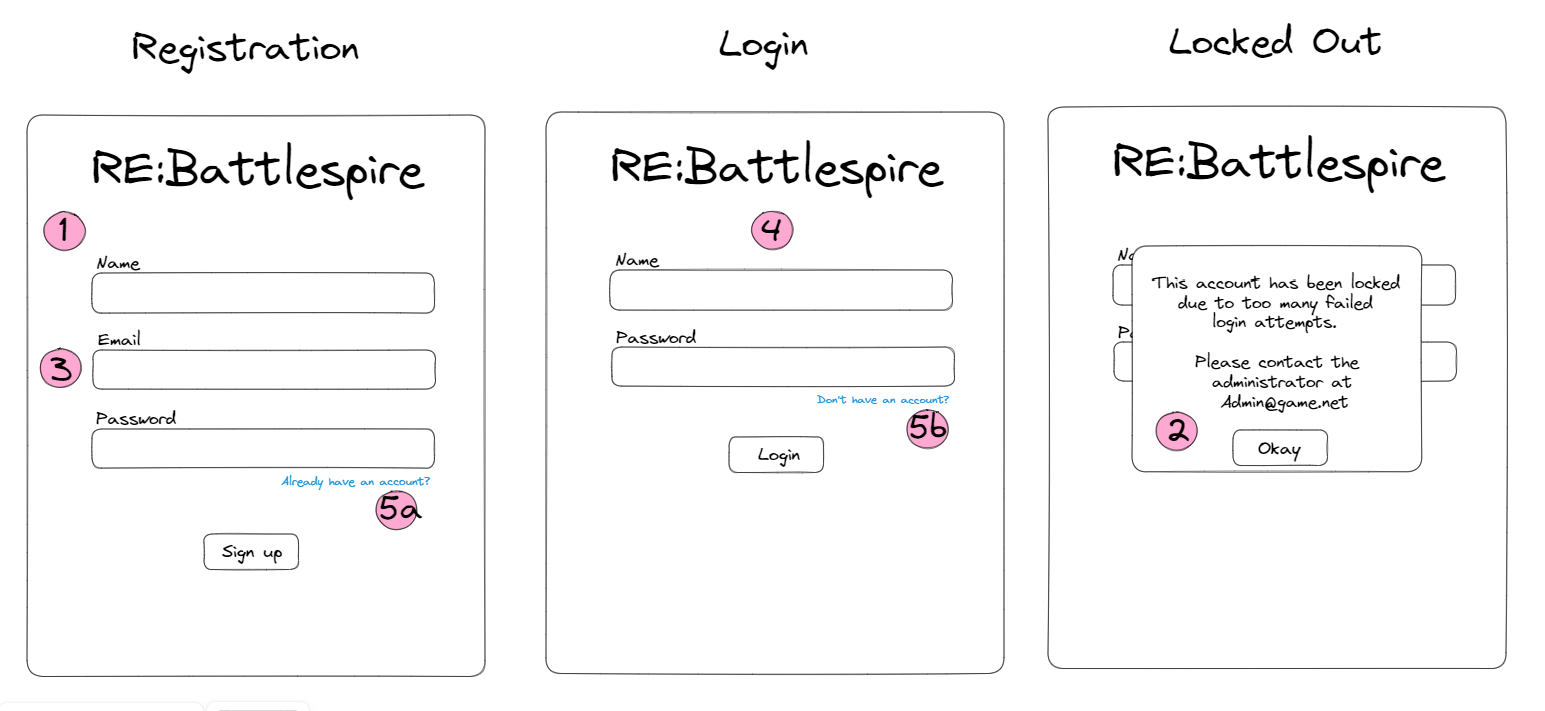 Registration
RE:Battlespire
1
Name
Email
3
Password
Already have an account?
5a
Sign up
Login
RE:Battlespire
4
Name
Password
Don't have an account?
5b
Login
Locked Out
RE:Battlespire
This account has been locked
due to too many failed
login attempts.
Please contact the
administrator at
Admin@game.net
2
Okay